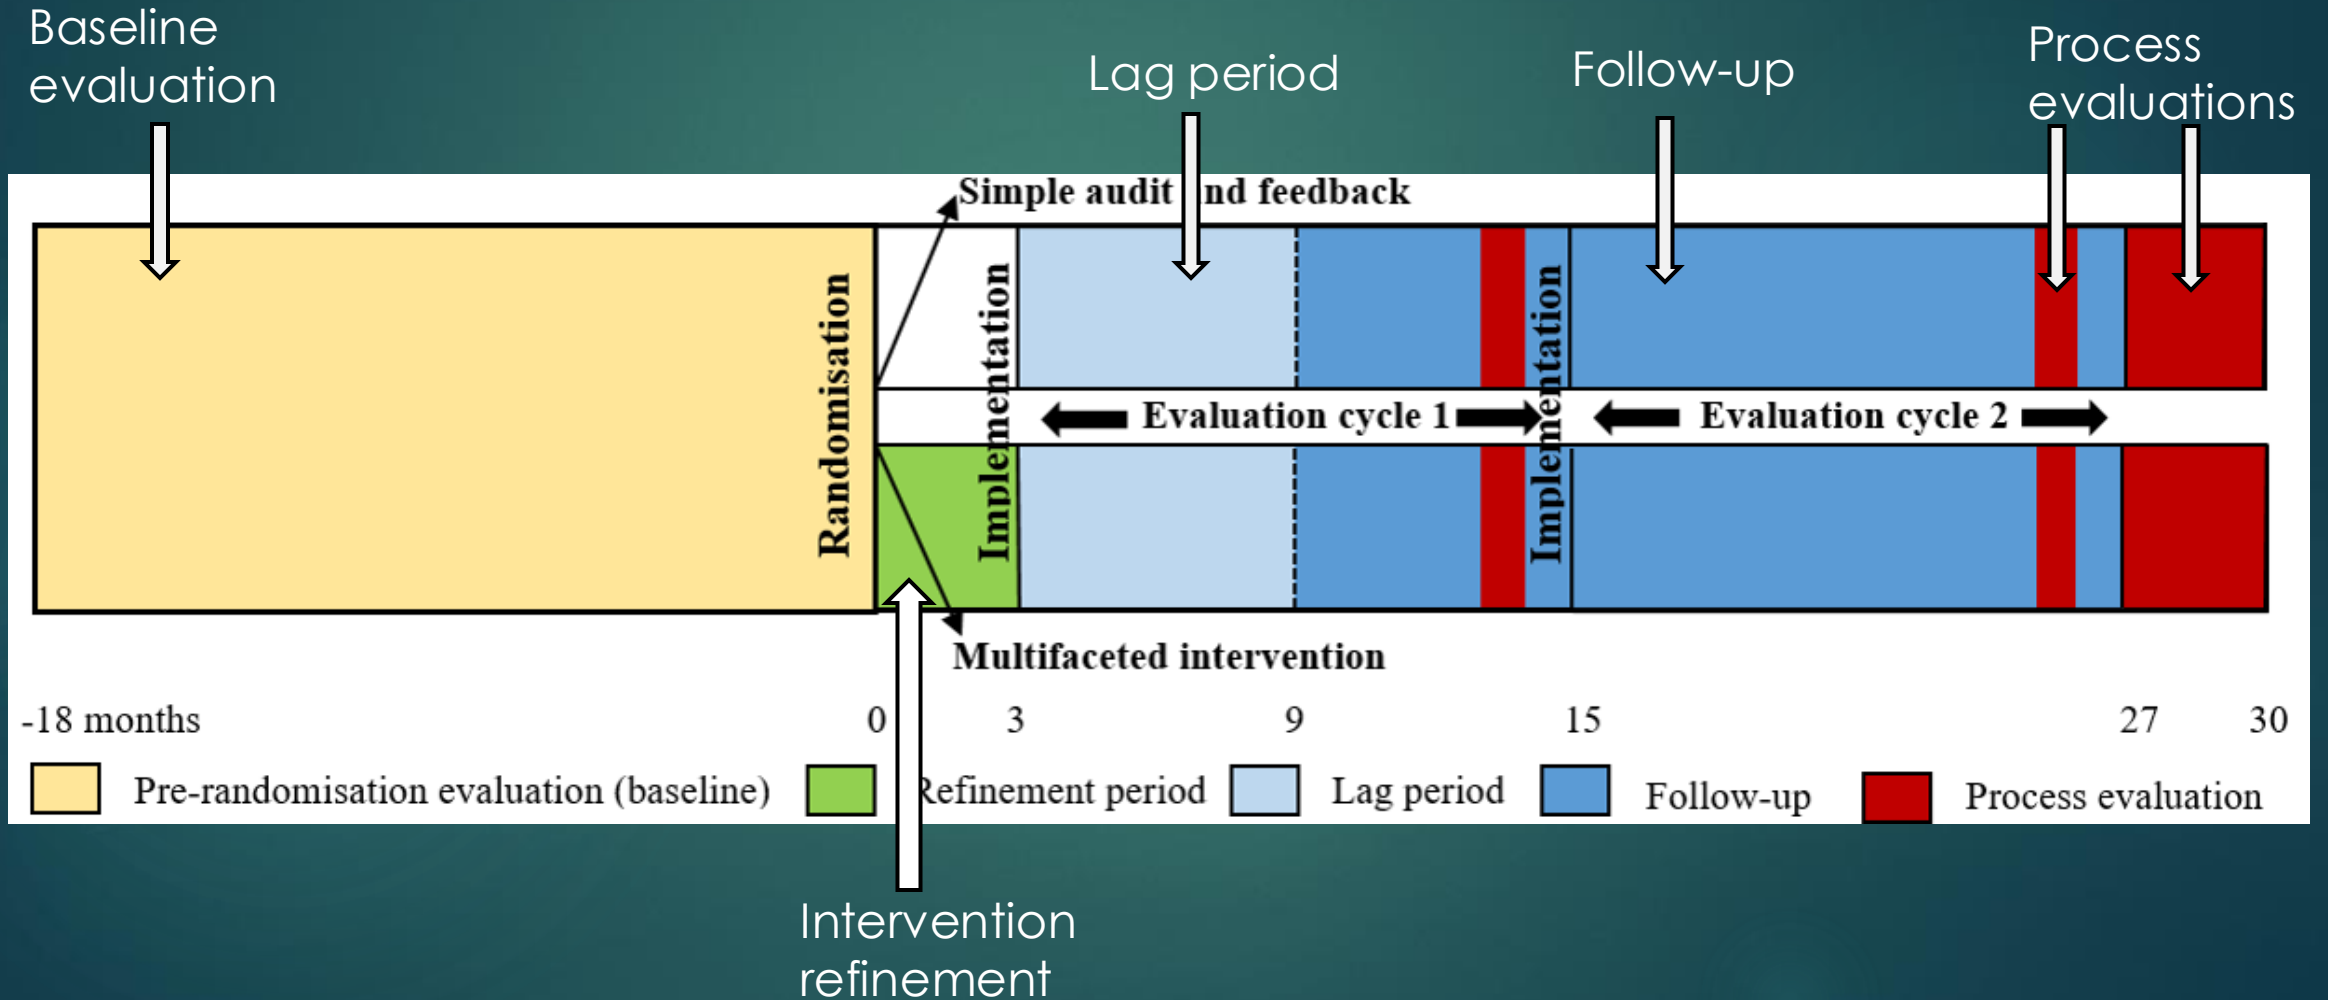 Baseline
evaluation
Lag period
Follow-up
Process
evaluations
Simple audit nd feedback
Randomisation
Implementation
Implementation
Evaluation cycle 1
Evaluation cycle 2
Multifaceted intervention
-18 months 0 3 9 15 27 30
Pre-randomisation evaluation (baseline) Refinement period Lag period Follow-up Process evaluation
Intervention
refinement